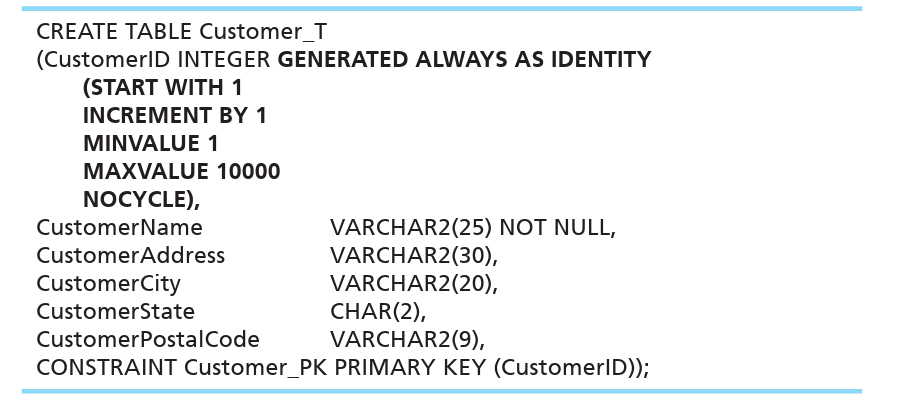 CREATE TABLE Customer_T
(CustomerID INTEGER GENERATED ALWAYS AS IDENTITY
(START WITH 1
INCREMENT BY 1
MINVALUE 1
MAXVALUE 10000
NOCYCLE),
CustomerName VARCHAR2(25) NOT NULL,
CustomerAddress VARCHAR2(30),
CustomerCity VARCHAR2(20),
CustomerState CHAR(2),
CustomerPostalCode VARCHAR2(9),
CONSTRAINT Customer_PK PRIMARY KEY (CustomerID));